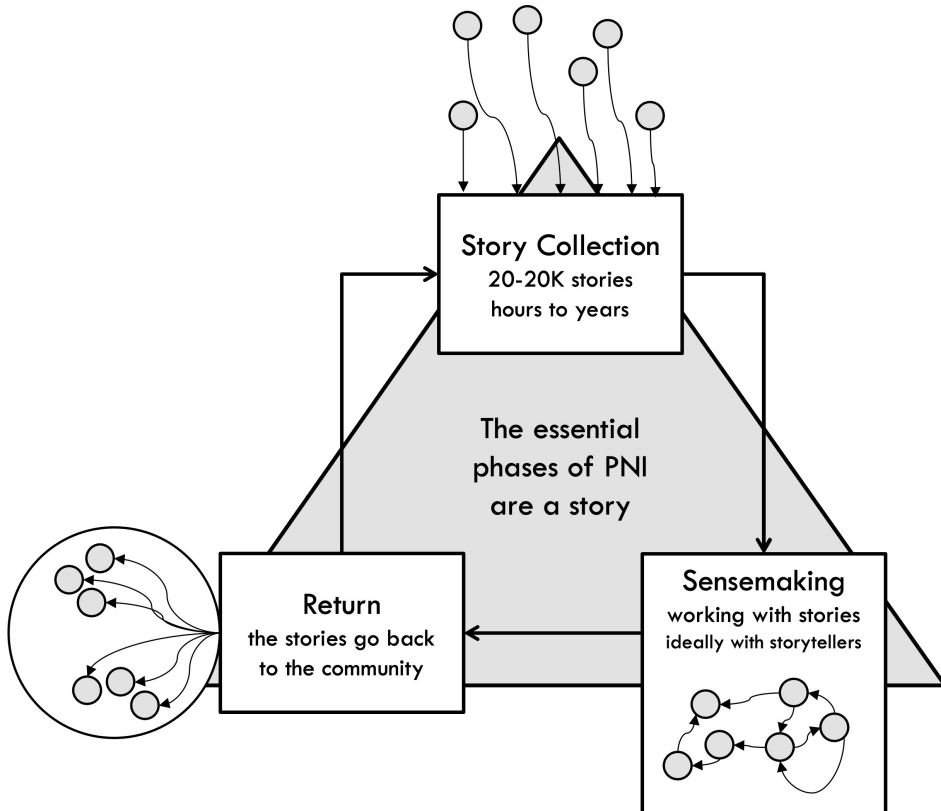 Story Collection
20-20K stories
hours to years
The essential
phases of PNI
are a story
Return
the stories go back
to the community
Sensemaking
working with stories
ideally with storytellers